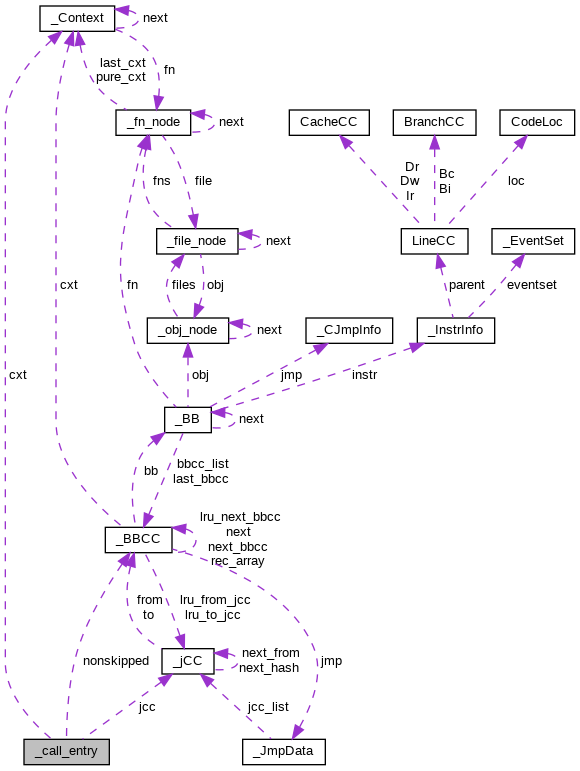 _Context
next
last_cxt
pure_cxt
fn
_fn_node
next
CacheCC
BranchCC
CodeLoc
fns
file
Dr
Dw
Ir
Bc
Bi
loc
_file_node
next
LineCC
_EventSet
fn
cxt
files
obj
parent
eventset
_obj_node
next
_CJmpInfo
_InstrInfo
cxt
obj
jmp
instr
_BB
next
bb
bbcc_list
last_bbcc
_BBCC
lru_next_bbcc
next
next_bbcc
rec_array
from
to
lru_from_jcc
lru_to_jcc
_jCC
next_from
next_hash
nonskipped
jmp
jcc
jcc_list
_call_entry
_JmpData